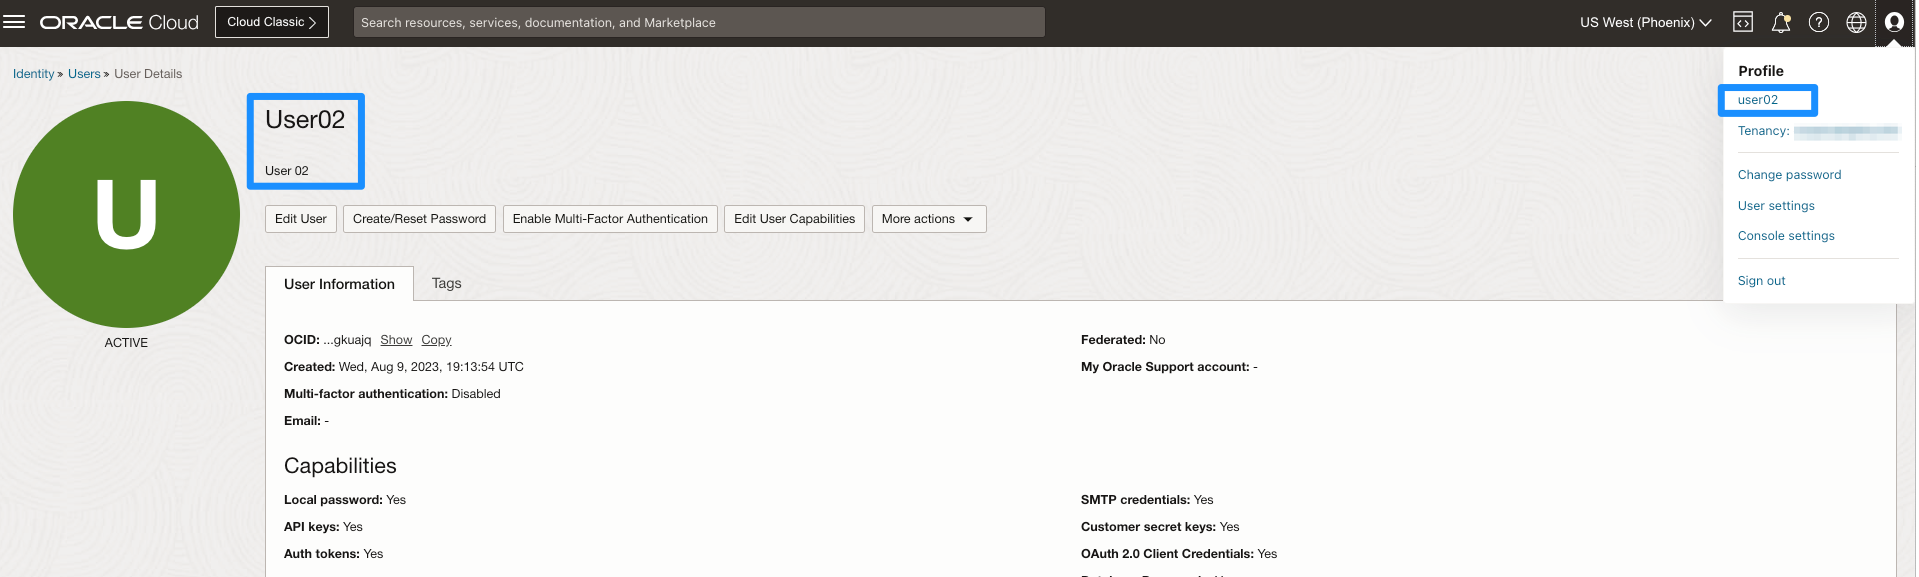 ORACLE Cloud
Cloud Classic
Search resources, services, documentation, and Marketplace
US West (Phoenix)
Identity » Users » User Details
U
ACTIVE
User02
User 02
Edit User
Create/Reset Password
Enable Multi-Factor Authentication
Edit User Capabilities
More actions
Profile
user02
Tenancy:
Change password
User settings
Console settings
Sign out
User Information
Tags
OCID: ...gkuajq Show Copy
Created: Wed, Aug 9, 2023, 19:13:54 UTC
Multi-factor authentication: Disabled
Email: -
Federated: No
My Oracle Support account: -
Capabilities
Local password: Yes
API keys: Yes
Auth tokens: Yes
SMTP credentials: Yes
Customer secret keys: Yes
OAuth 2.0 Client Credentials: Yes